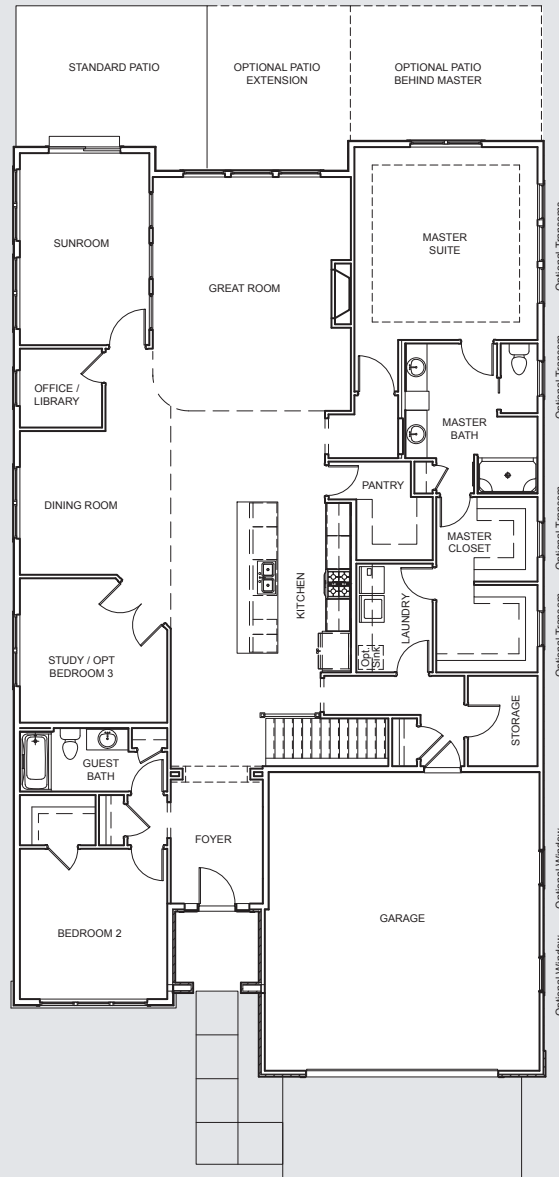 STANDARD PATIO
OPTIONAL PATIO
EXTENSION
OPTIONAL PATIO
BEHIND MASTER
SUNROOM
GREAT ROOM
MASTER
SUITE
Optional Transoms
OFFICE /
LIBRARY
MASTER
BATH
Optional Transom
DINING ROOM
PANTRY
MASTER
CLOSET
Optional Transom
KITCHEN
LAUNDRY
Opt.
Sink
Optional Transom
STUDY / OPT
BEDROOM 3
STORAGE
GUEST
BATH
FOYER
BEDROOM 2
GARAGE
Optional Window
Optional Window